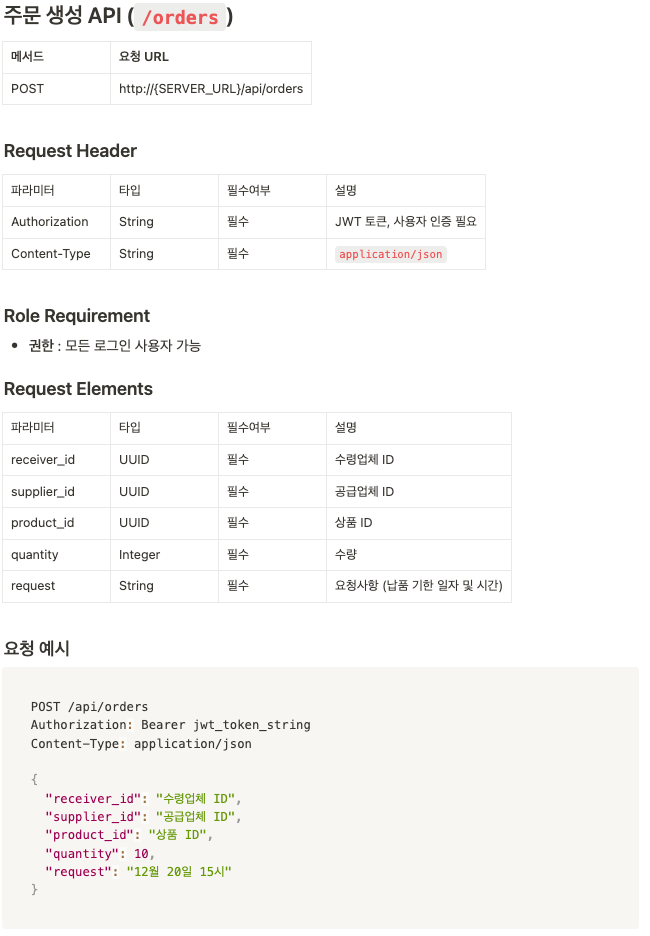 주문 생성 API (/orders)
메서드 요청 URL
POST http://{SERVER_URL}/api/orders
Request Header
파라미터 타입 필수여부 설명
Authorization String 필수 JWT 토큰, 사용자 인증 필요
Content-Type String 필수 application/json
Role Requirement
• 권한 : 모든 로그인 사용자 가능
Request Elements
파라미터 타입 필수여부 설명
receiver_id UUID 필수 수령업체 ID
supplier_id UUID 필수 공급업체 ID
product_id UUID 필수 상품 ID
quantity Integer 필수 수량
request String 필수 요청사항 (납품 기한 일자 및 시간)
요청 예시
POST /api/orders
Authorization: Bearer jwt_token_string
Content-Type: application/json
{
"receiver_id": "수령업체 ID",
"supplier_id": "공급업체 ID",
"product_id": "상품 ID",
"quantity": 10,
"request": "12월 20일 15시"
}